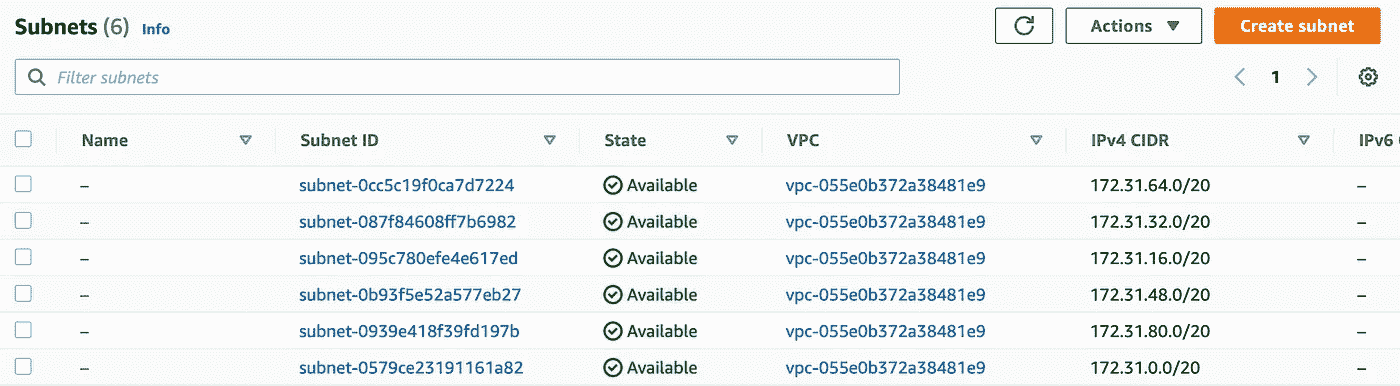 Subnets (6) Info Actions Create subnet
Filter subnets 1
Name Subnet ID State VPC IPv4 CIDR IPv6
– subnet-0cc5c19f0ca7d7224 Available vpc-055e0b372a38481e9 172.31.64.0/20 –
– subnet-087f84608ff7b6982 Available vpc-055e0b372a38481e9 172.31.32.0/20 –
– subnet-095c780efe4e617ed Available vpc-055e0b372a38481e9 172.31.16.0/20 –
– subnet-0b93f5e52a577eb27 Available vpc-055e0b372a38481e9 172.31.48.0/20 –
– subnet-0939e418f39fd197b Available vpc-055e0b372a38481e9 172.31.80.0/20 –
– subnet-0579ce23191161a82 Available vpc-055e0b372a38481e9 172.31.0.0/20 –